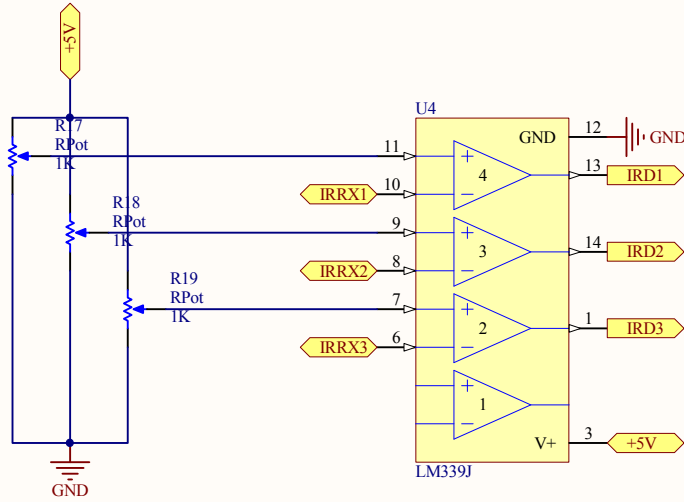 +5V
U4
R17
RPot
1K
11
+
4
10
−
IRRX1
GND
12
GND
13
IRD1
R18
RPot
1K
9
+
3
8
−
IRRX2
14
IRD2
R19
RPot
1K
7
+
2
6
−
IRRX3
1
IRD3
+
1
−
V+
3
+5V
GND
LM339J